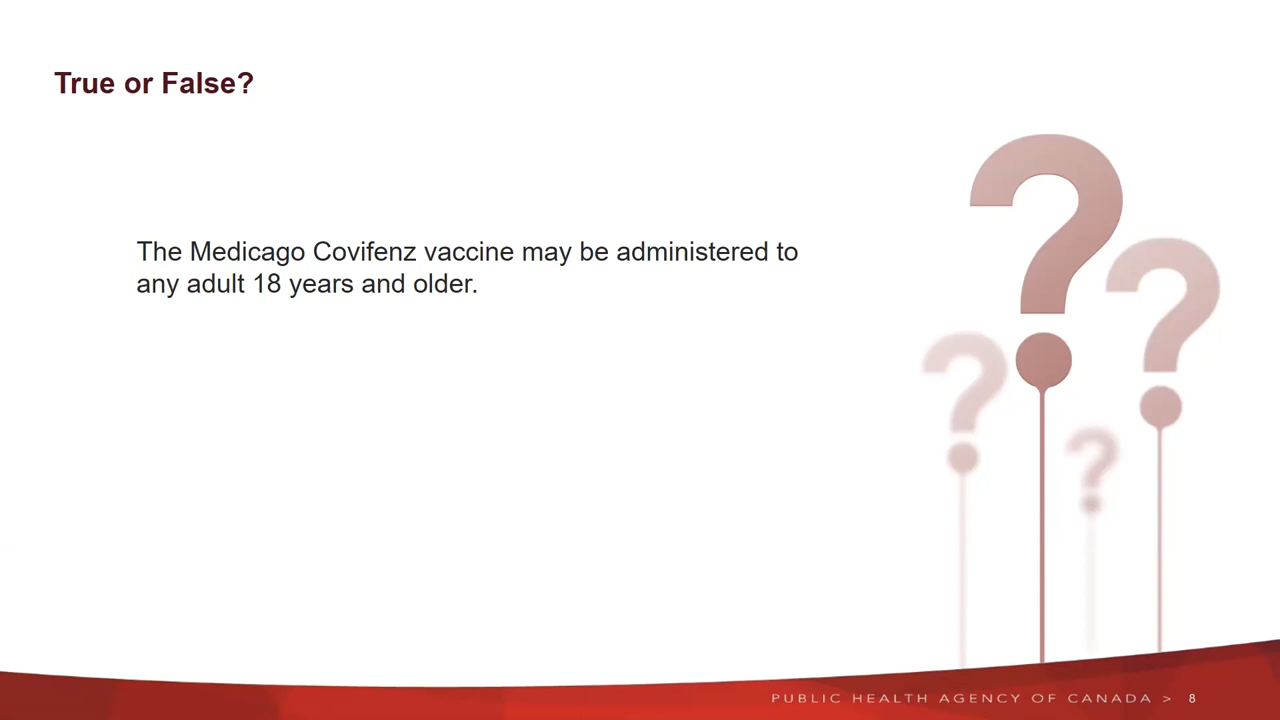 True or False?
The Medicago Covifenz vaccine may be administered to
any adult 18 years and older.
PUBLIC HEALTH AGENCY OF CANADA > 8